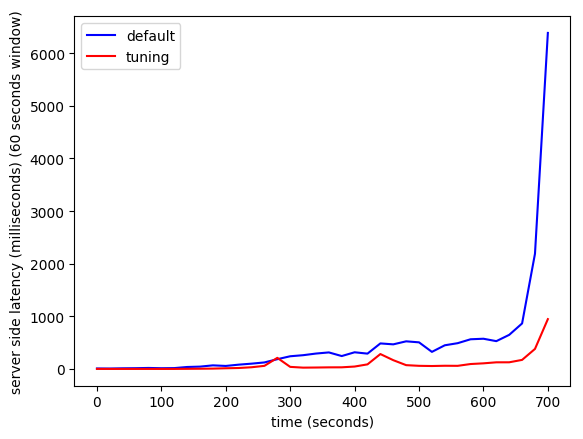 default
tuning
server side latency (milliseconds) (60 seconds window)
6000
5000
4000
3000
2000
1000
0
0 100 200 300 400 500 600 700
time (seconds)